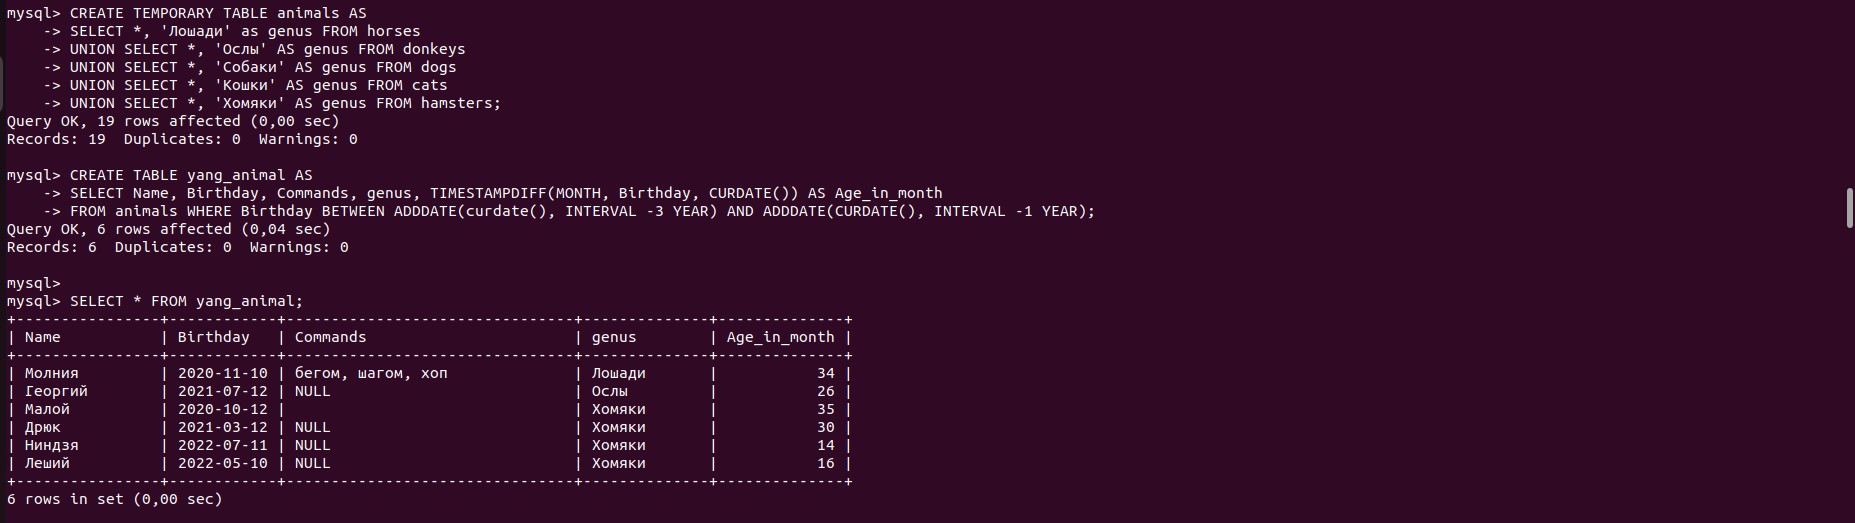 mysql> CREATE TEMPORARY TABLE animals AS
    -> SELECT *, 'Лошади' as genus FROM horses
    -> UNION SELECT *, 'Ослы' AS genus FROM donkeys
    -> UNION SELECT *, 'Собаки' AS genus FROM dogs
    -> UNION SELECT *, 'Кошки' AS genus FROM cats
    -> UNION SELECT *, 'Хомяки' AS genus FROM hamsters;
Query OK, 19 rows affected (0,00 sec)
Records: 19  Duplicates: 0  Warnings: 0

mysql> CREATE TABLE yang_animal AS
    -> SELECT Name, Birthday, Commands, genus, TIMESTAMPDIFF(MONTH, Birthday, CURDATE()) AS Age_in_month
    -> FROM animals WHERE Birthday BETWEEN ADDDATE(curdate(), INTERVAL -3 YEAR) AND ADDDATE(CURDATE(), INTERVAL -1 YEAR);
Query OK, 6 rows affected (0,04 sec)
Records: 6  Duplicates: 0  Warnings: 0

mysql>
mysql> SELECT * FROM yang_animal;
+----------------+------------+--------------------------------+--------------+--------------+
| Name           | Birthday   | Commands                       | genus        | Age_in_month |
+----------------+------------+--------------------------------+--------------+--------------+
| Молния         | 2020-11-10 | бегом, шагом, хоп              | Лошади       |           34 |
| Георгий        | 2021-07-12 | NULL                           | Ослы         |           26 |
| Малой          | 2020-10-12 |                                | Хомяки       |           35 |
| Дрюк           | 2021-03-12 | NULL                           | Хомяки       |           30 |
| Ниндзя         | 2022-07-11 | NULL                           | Хомяки       |           14 |
| Леший          | 2022-05-10 | NULL                           | Хомяки       |           16 |
+----------------+------------+--------------------------------+--------------+--------------+
6 rows in set (0,00 sec)